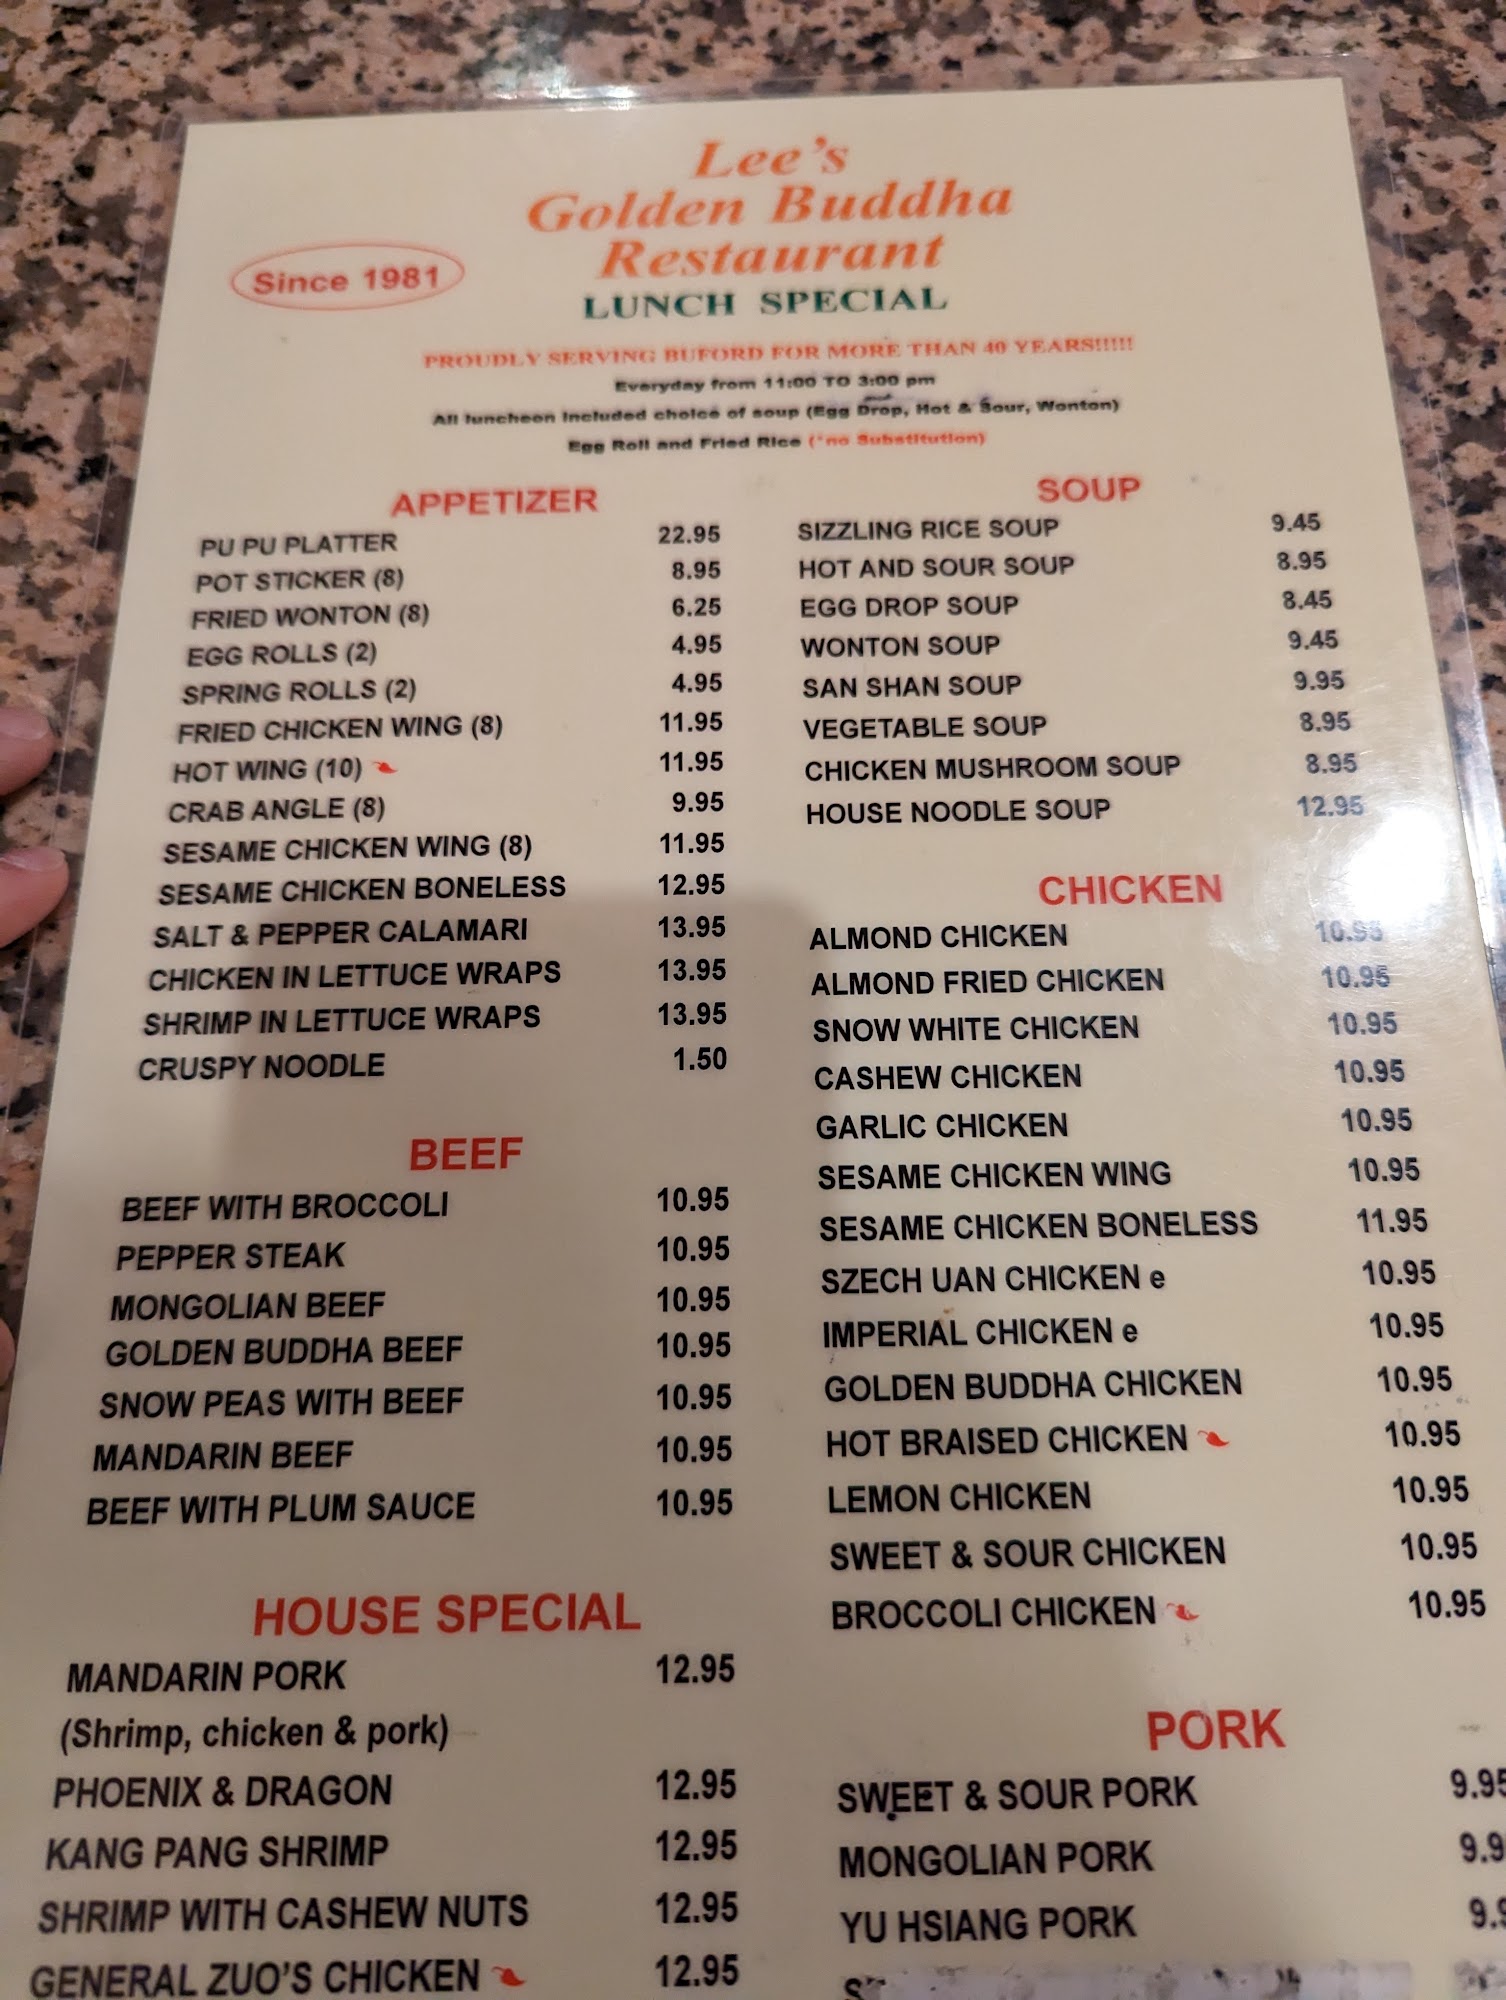 Lee's
Golden Buddha
Restaurant
Since 1981
LUNCH SPECIAL
PROUDLY SERVING BUFORD FOR MORE THAN 40 YEARS!!!!!
Everyday from 11:00 TO 3:00 pm
All luncheon included choice of soup (Egg Drop, Hot & Sour, Wonton)
Egg Roll and Fried Rice (*no Substitution)
APPETIZER
PU PU PLATTER 22.95
POT STICKER (8) 8.95
FRIED WONTON (8) 6.25
EGG ROLLS (2) 4.95
SPRING ROLLS (2) 4.95
FRIED CHICKEN WING (8) 11.95
HOT WING (10) 11.95
CRAB ANGLE (8) 9.95
SESAME CHICKEN WING (8) 11.95
SESAME CHICKEN BONELESS 12.95
SALT & PEPPER CALAMARI 13.95
CHICKEN IN LETTUCE WRAPS 13.95
SHRIMP IN LETTUCE WRAPS 13.95
CRUSPY NOODLE 1.50
BEEF
BEEF WITH BROCCOLI 10.95
PEPPER STEAK 10.95
MONGOLIAN BEEF 10.95
GOLDEN BUDDHA BEEF 10.95
SNOW PEAS WITH BEEF 10.95
MANDARIN BEEF 10.95
BEEF WITH PLUM SAUCE 10.95
HOUSE SPECIAL
MANDARIN PORK 12.95
(Shrimp, chicken & pork)
PHOENIX & DRAGON 12.95
KANG PANG SHRIMP 12.95
SHRIMP WITH CASHEW NUTS 12.95
GENERAL ZUO'S CHICKEN 12.95
SOUP
SIZZLING RICE SOUP 9.45
HOT AND SOUR SOUP 8.95
EGG DROP SOUP 8.45
WONTON SOUP 9.45
SAN SHAN SOUP 9.95
VEGETABLE SOUP 8.95
CHICKEN MUSHROOM SOUP 8.95
HOUSE NOODLE SOUP 12.95
CHICKEN
ALMOND CHICKEN 10.95
ALMOND FRIED CHICKEN 10.95
SNOW WHITE CHICKEN 10.95
CASHEW CHICKEN 10.95
GARLIC CHICKEN 10.95
SESAME CHICKEN WING 10.95
SESAME CHICKEN BONELESS 11.95
SZECH UAN CHICKEN e 10.95
IMPERIAL CHICKEN e 10.95
GOLDEN BUDDHA CHICKEN 10.95
HOT BRAISED CHICKEN 10.95
LEMON CHICKEN 10.95
SWEET & SOUR CHICKEN 10.95
BROCCOLI CHICKEN 10.95
PORK
SWEET & SOUR PORK 9.95
MONGOLIAN PORK 9.9
YU HSIANG PORK 9.9